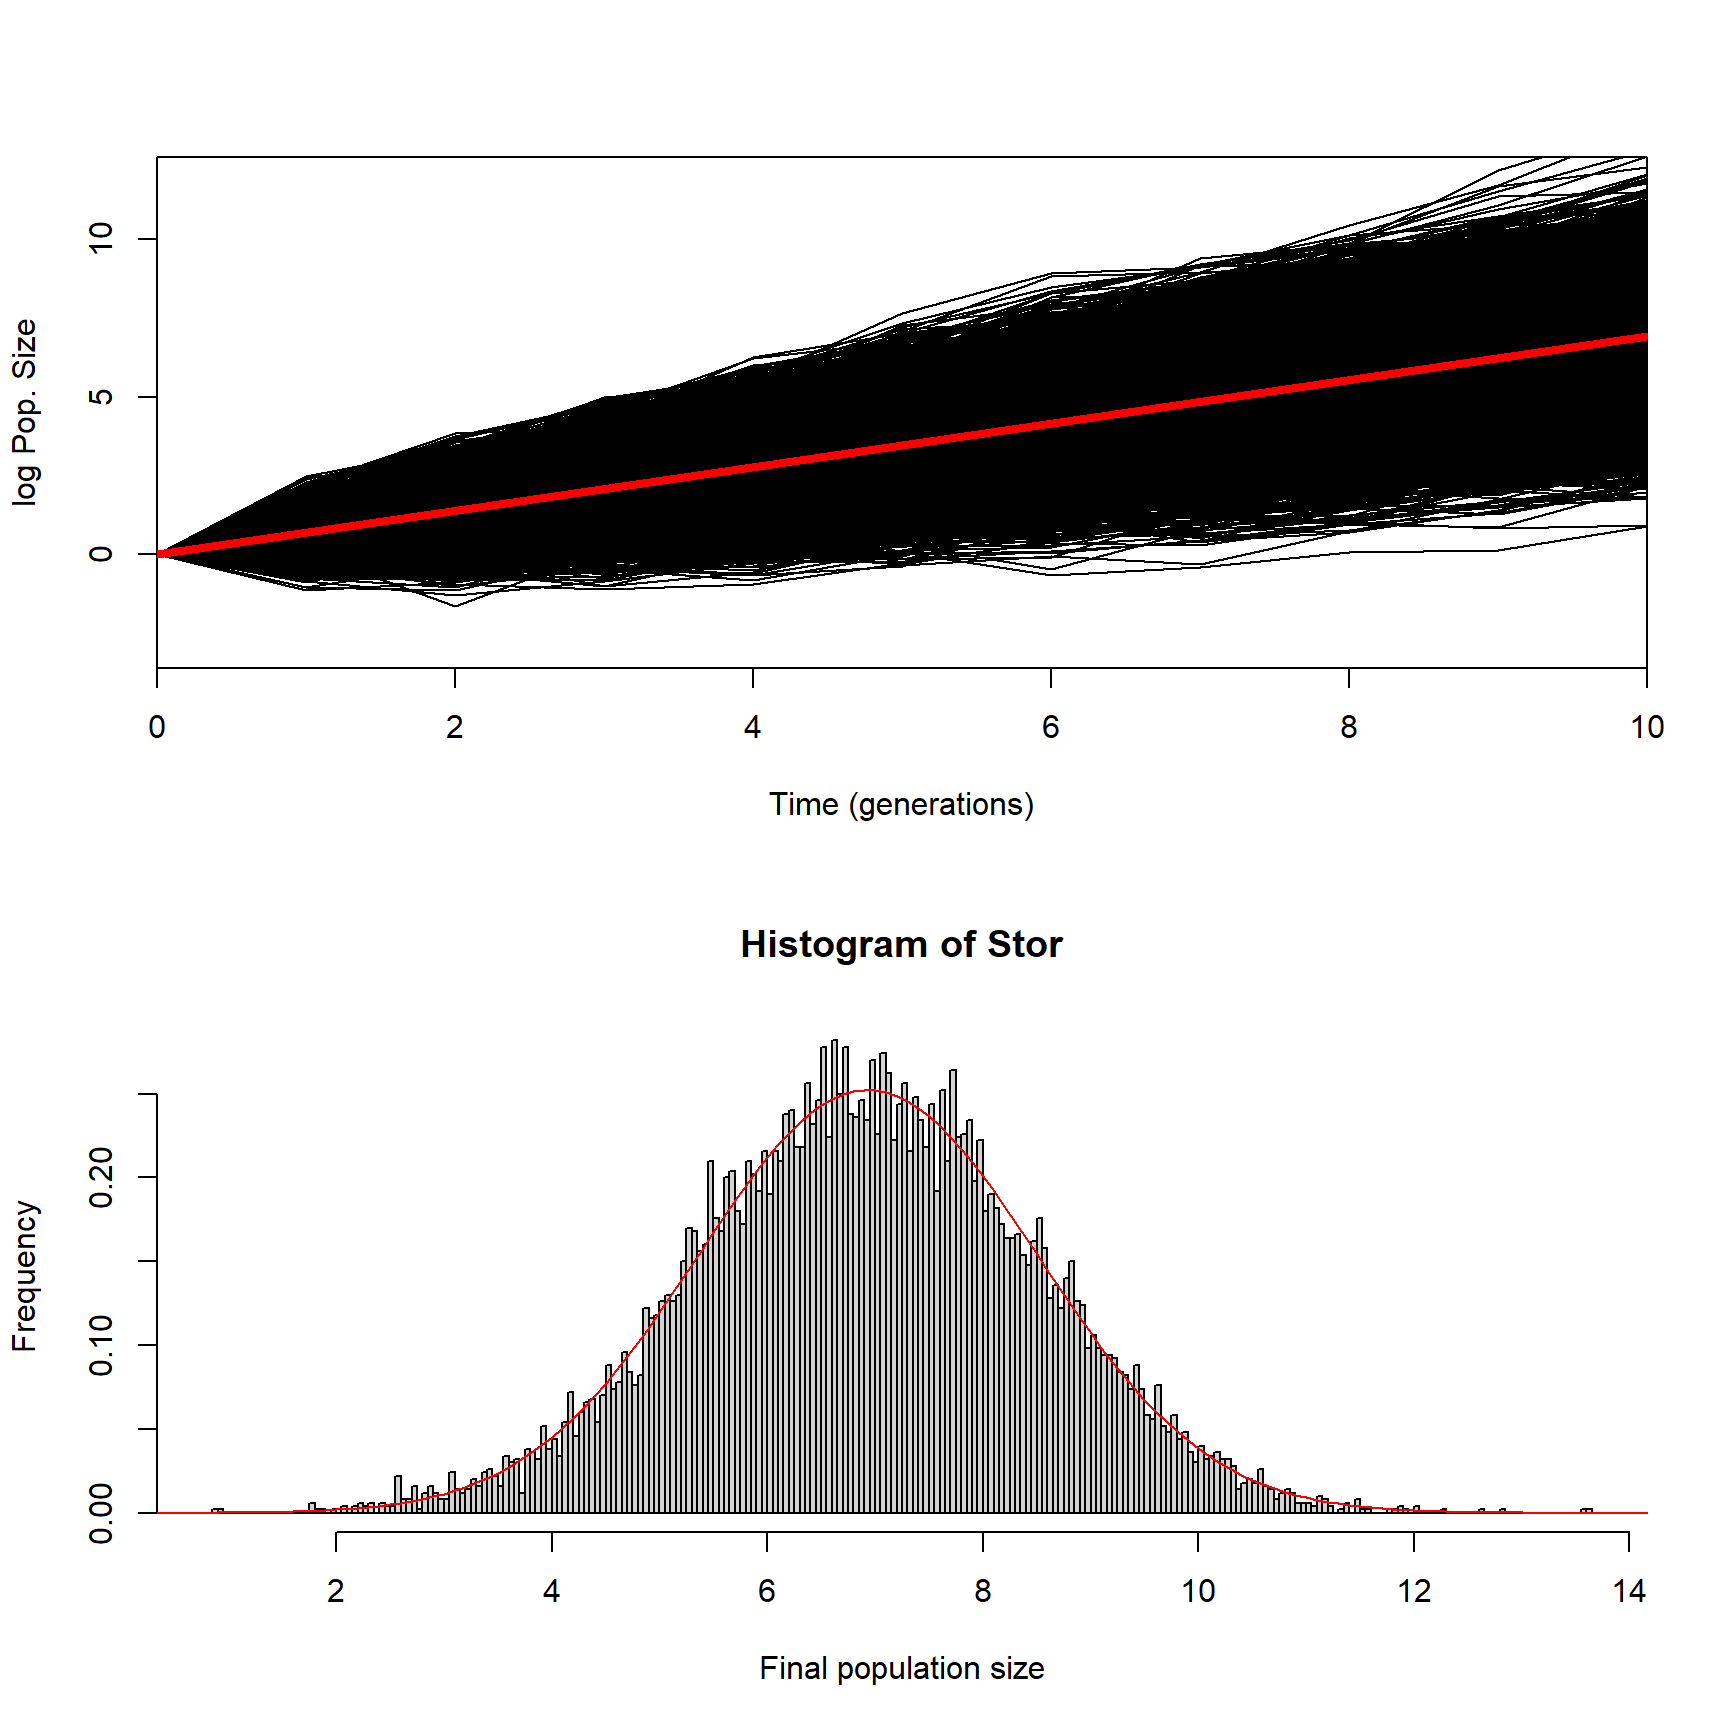 log Pop. Size
10
5
0
0 2 4 6 8 10
Time (generations)
Histogram of Stor
Frequency
0.20
0.10
0.00
2 4 6 8 10 12 14
Final population size